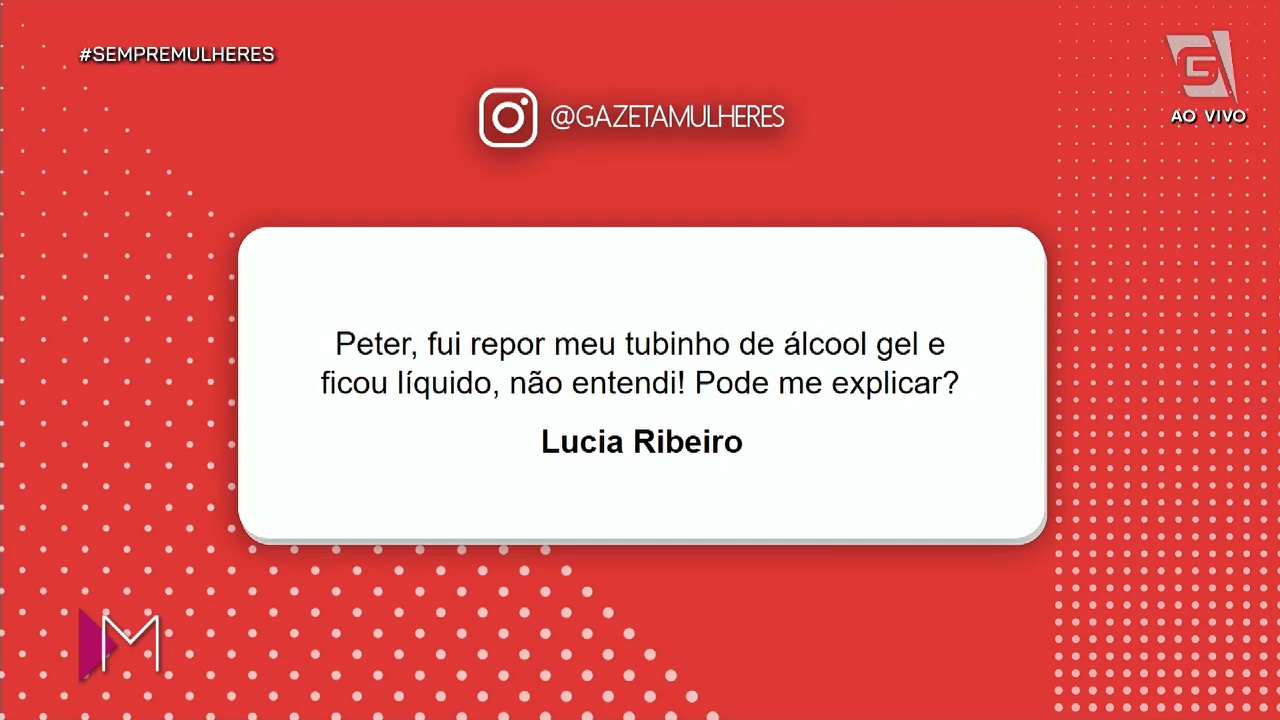 #SEMPREMULHERES
G
AO VIVO
@GAZETAMULHERES
Peter, fui repor meu tubinho de álcool gel e
ficou líquido, não entendi! Pode me explicar?
Lucia Ribeiro
M